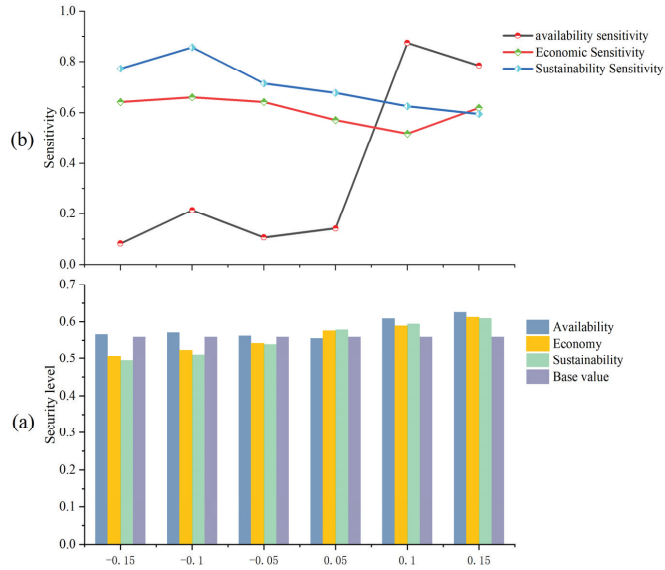 (b)
Sensitivity
1.0
0.8
0.6
0.4
0.2
0.0
availability sensitivity
Economic Sensitivity
Sustainability Sensitivity
(a)
Security level
0.7
0.6
0.5
0.4
0.3
0.2
0.1
0.0
Availability
Economy
Sustainability
Base value
-0.15 -0.1 -0.05 0.05 0.1 0.15